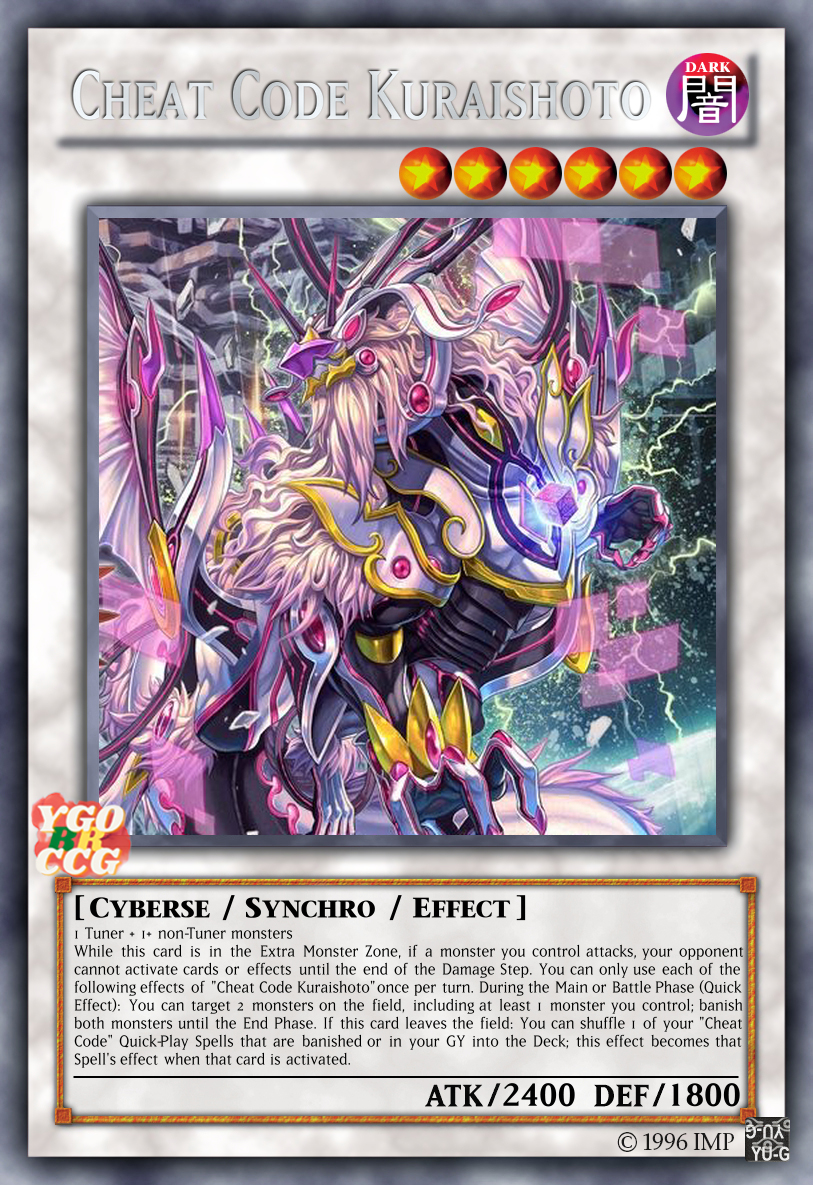 Cheat Code Kuraishoto
DARK
闇
YGO
RR
CCG
[ Cyberse / Synchro / Effect ]
1 Tuner + 1+ non-Tuner monsters
While this card is in the Extra Monster Zone, if a monster you control attacks, your opponent
cannot activate cards or effects until the end of the Damage Step. You can only use each of the
following effects of "Cheat Code Kuraishoto"once per turn. During the Main or Battle Phase (Quick
Effect): You can target 2 monsters on the field, including at least 1 monster you control; banish
both monsters until the End Phase. If this card leaves the field: You can shuffle 1 of your "Cheat
Code" Quick-Play Spells that are banished or in your GY into the Deck; this effect becomes that
Spell's effect when that card is activated.
ATK/2400 DEF/1800
© 1996 IMP
YU-G